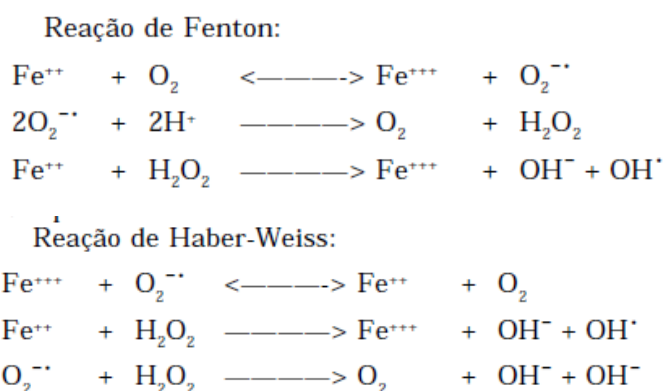 Reação de Fenton:
Fe⁺⁺ + O₂ <————-> Fe⁺⁺⁺ + O₂⁻˙
2O₂⁻˙ + 2H⁺ ————-> O₂ + H₂O₂
Fe⁺⁺ + H₂O₂ ————-> Fe⁺⁺⁺ + OH⁻ + OH˙
Reação de Haber-Weiss:
Fe⁺⁺⁺ + O₂⁻˙ <————-> Fe⁺⁺ + O₂
Fe⁺⁺ + H₂O₂ ————-> Fe⁺⁺⁺ + OH⁻ + OH˙
O₂⁻˙ + H₂O₂ ————-> O₂ + OH⁻ + OH⁻